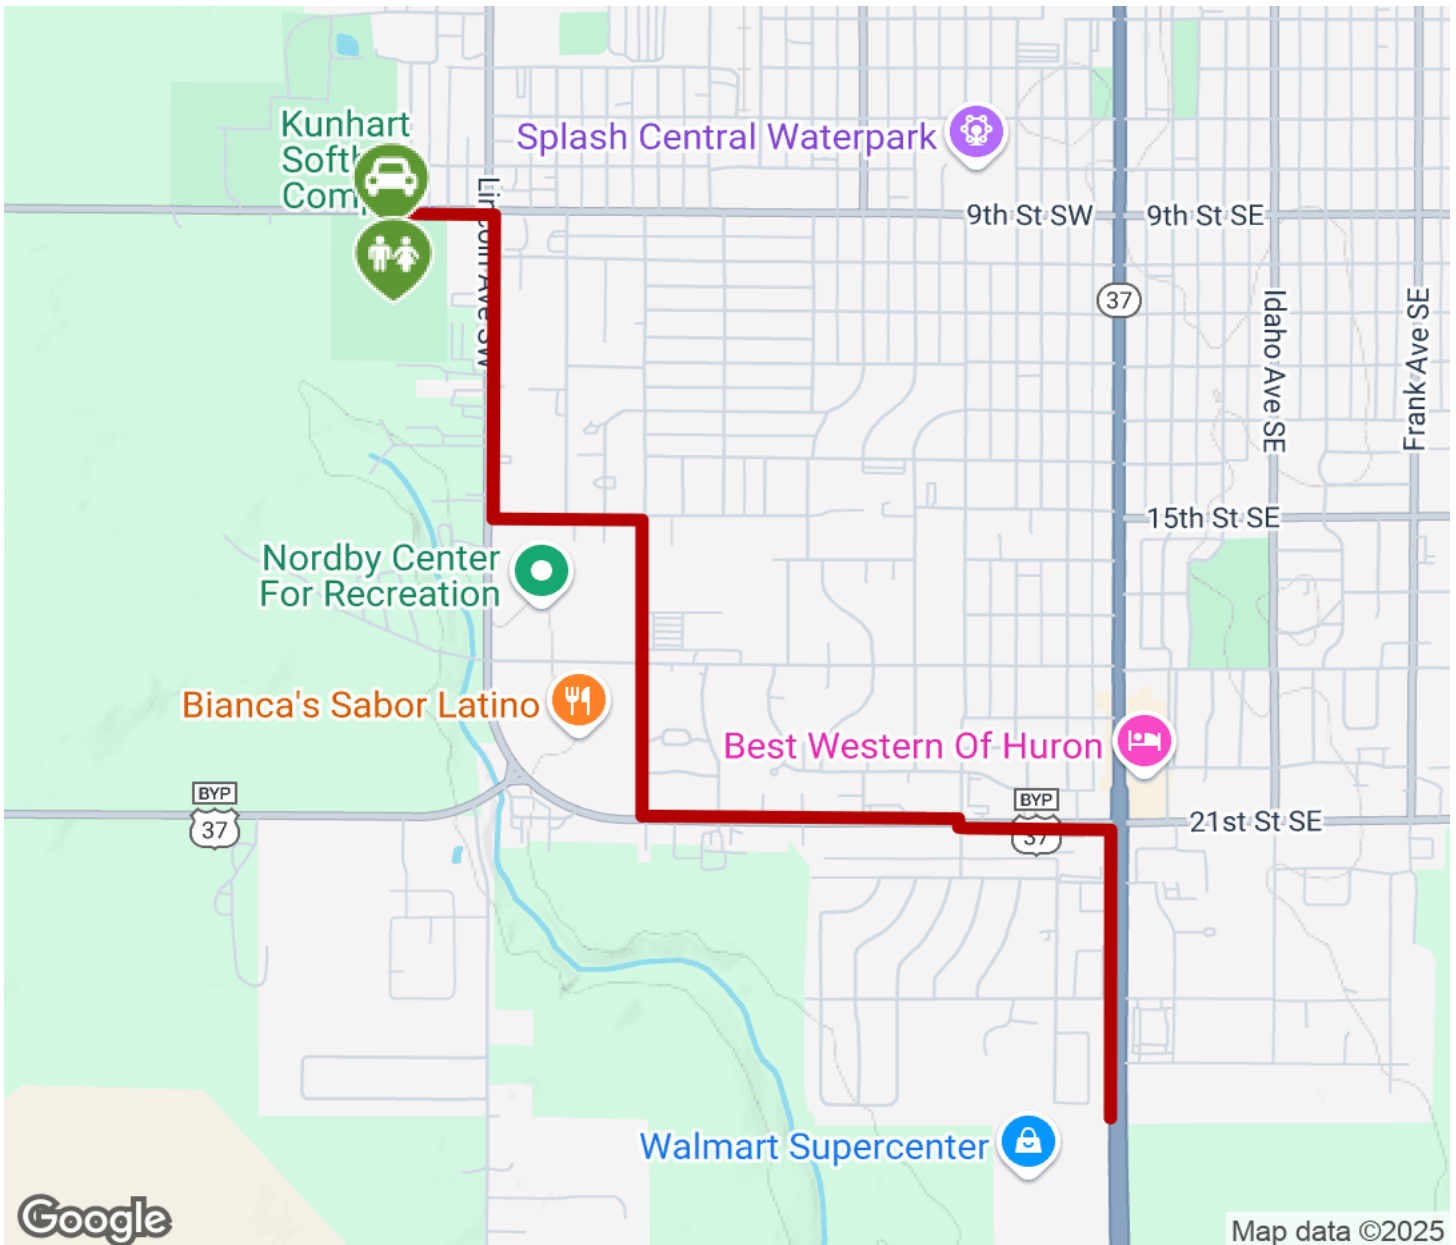 Kunhart
Splash Central Waterpark
9th St SW
9th St SE
37
Idaho Ave SE
Frank Ave SE
15th St SE
Nordby Center
For Recreation
Bianca's Sabor Latino
Best Western Of Huron
BYP
37
BYP
37
21st St SE
Walmart Supercenter
Google
Map data ©2025